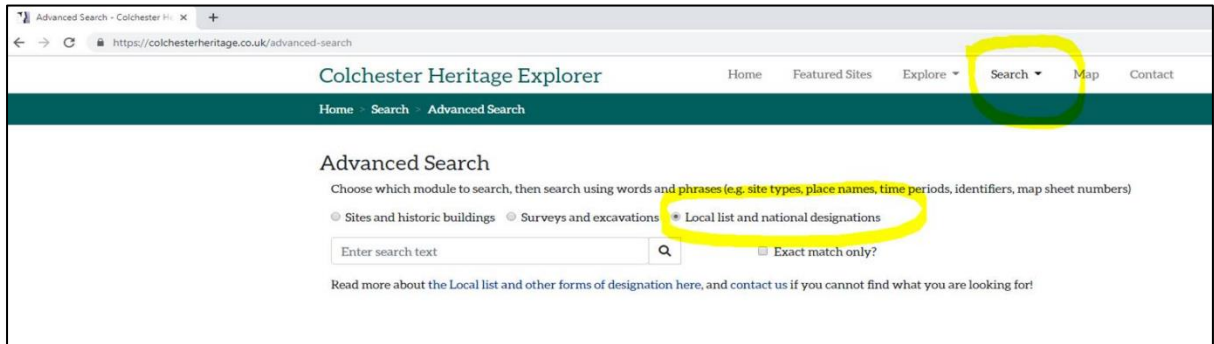 Advanced Search - Colchester He
https://colchesterheritage.co.uk/advanced-search
Colchester Heritage Explorer Home Featured Sites Explore Search Map Contact
Home > Search > Advanced Search
Advanced Search
Choose which module to search, then search using words and phrases (e.g. site types, place names, time periods, identifiers, map sheet numbers)
Sites and historic buildings Surveys and excavations Local list and national designations
Enter search text Exact match only?
Read more about the Local list and other forms of designation here, and contact us if you cannot find what you are looking for!